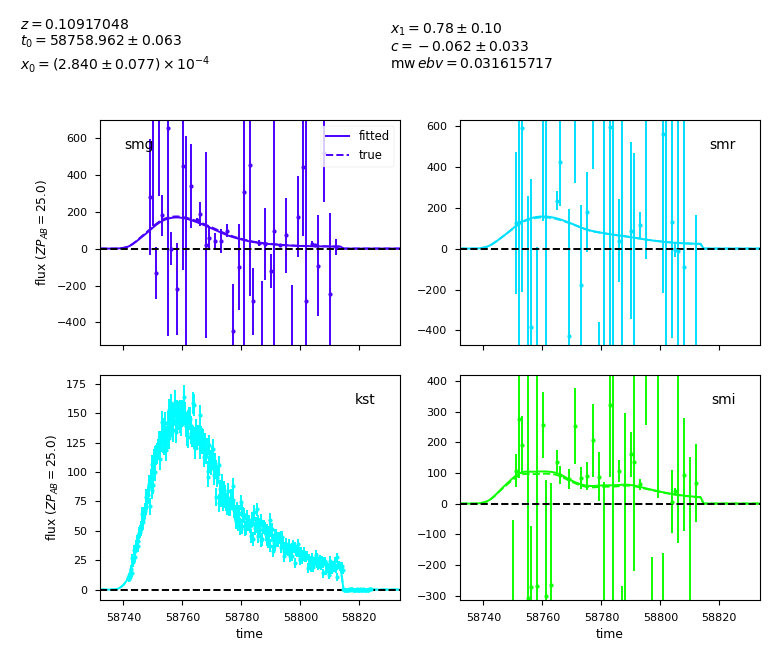 z = 0.10917048
t₀ = 58758.962 ± 0.063
x₀ = (2.840 ± 0.077) × 10⁻⁴
x₁ = 0.78 ± 0.10
c = −0.062 ± 0.033
mw ebv = 0.031615717
smg
fitted
true
600
400
200
0
−200
−400
flux (ZP_AB = 25.0)
smr
600
400
200
0
−200
−400
kst
175
150
125
100
75
50
25
0
flux (ZP_AB = 25.0)
58740 58760 58780 58800 58820
time
smi
400
300
200
100
0
−100
−200
−300
58740 58760 58780 58800 58820
time